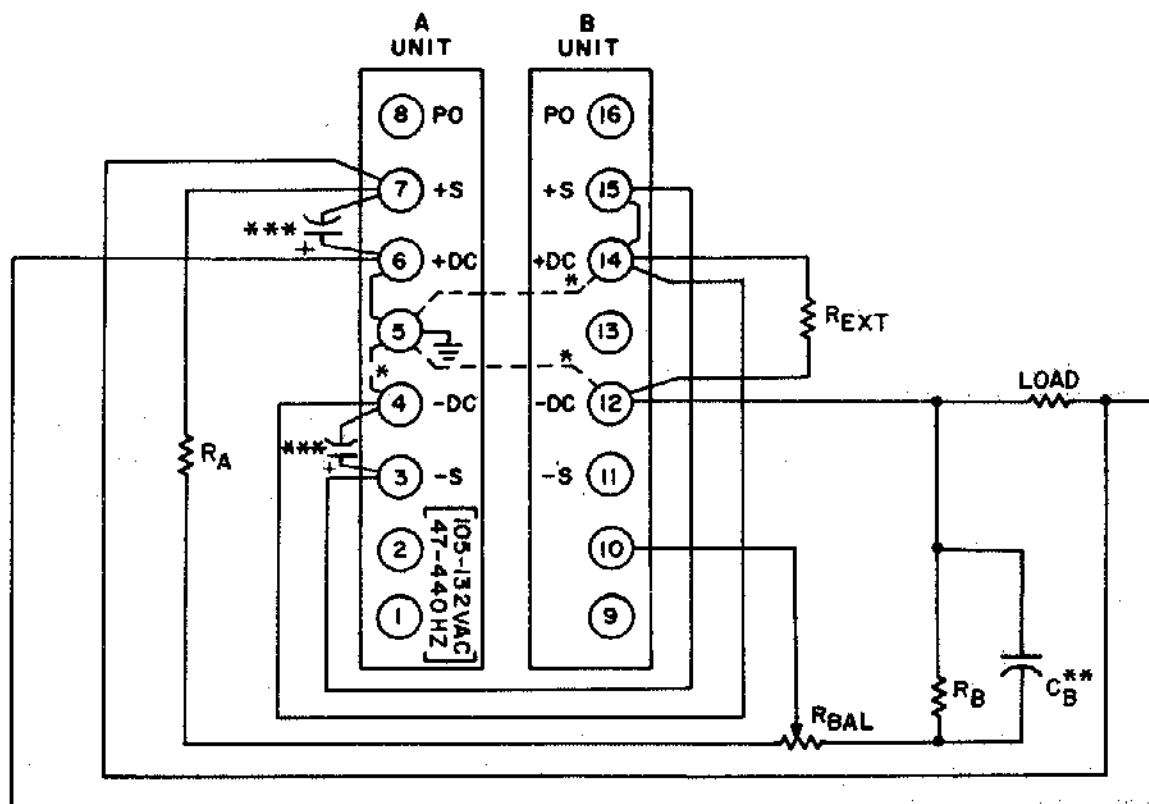 A
UNIT
B
UNIT
8 PO
PO 16
7 +S
+S 15
***
+
6 +DC
+DC 14
*
5
13
REXT
*
*
4 -DC
-DC 12
LOAD
***
+
RA
3 -S
-S 11
2
10
[105-132VAC
47-440HZ]
1
9
RB
CB**
RBAL